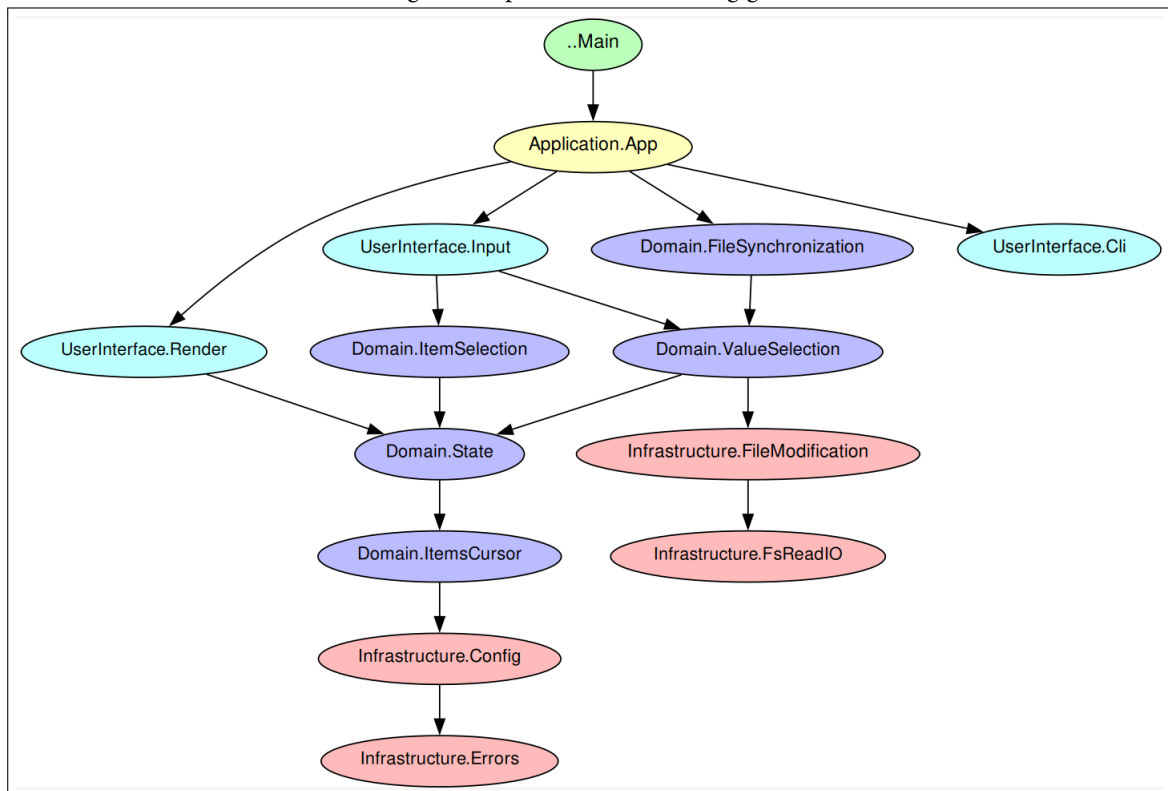 ..Main
Application.App
UserInterface.Input
Domain.FileSynchronization
UserInterface.Cli
UserInterface.Render
Domain.ItemSelection
Domain.ValueSelection
Domain.State
Infrastructure.FileModification
Domain.ItemsCursor
Infrastructure.FsReadIO
Infrastructure.Config
Infrastructure.Errors